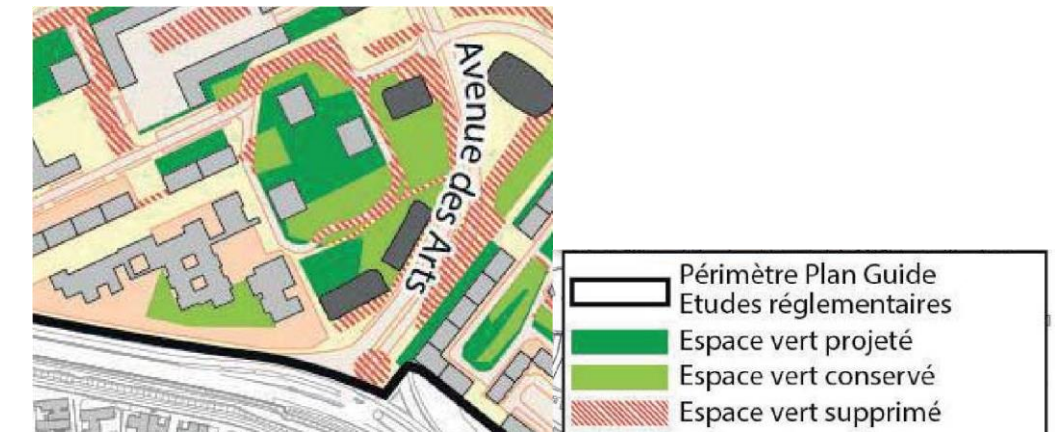 Avenue des Arts
Périmètre Plan Guide
Etudes réglementaires
Espace vert projeté
Espace vert conservé
Espace vert supprimé